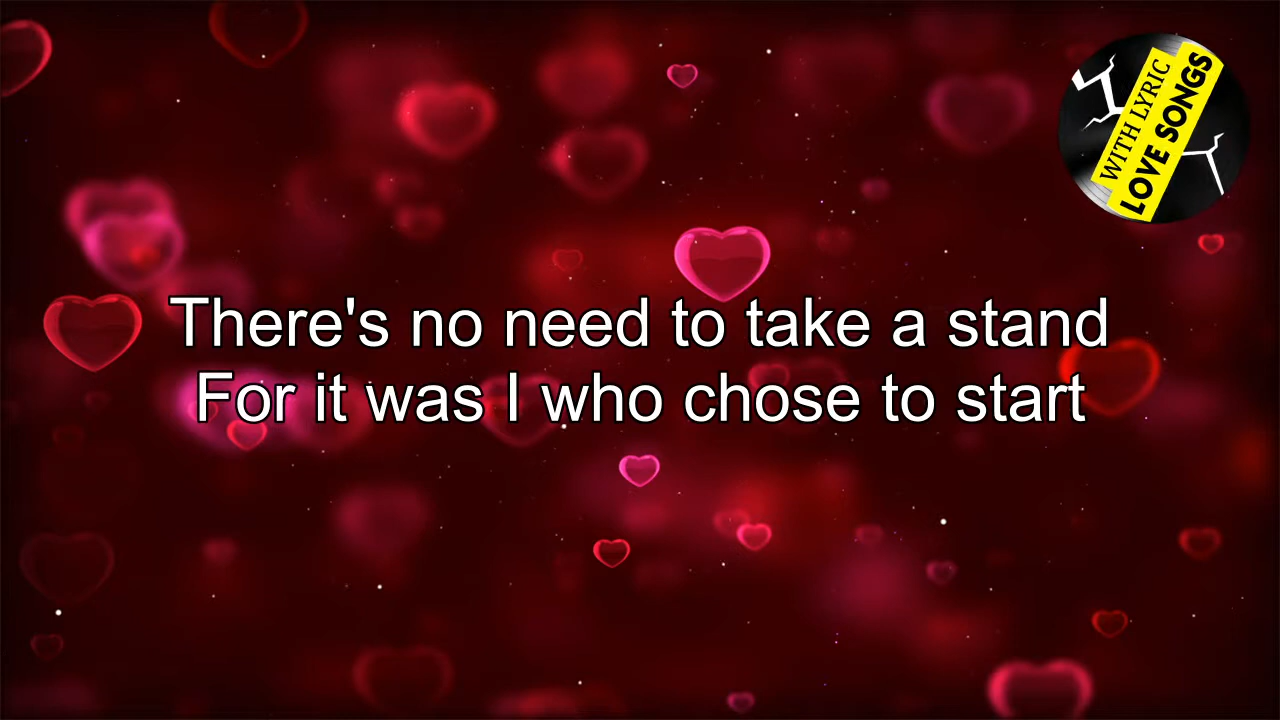 WITH LYRIC
LOVE SONGS
There's no need to take a stand
For it was I who chose to start